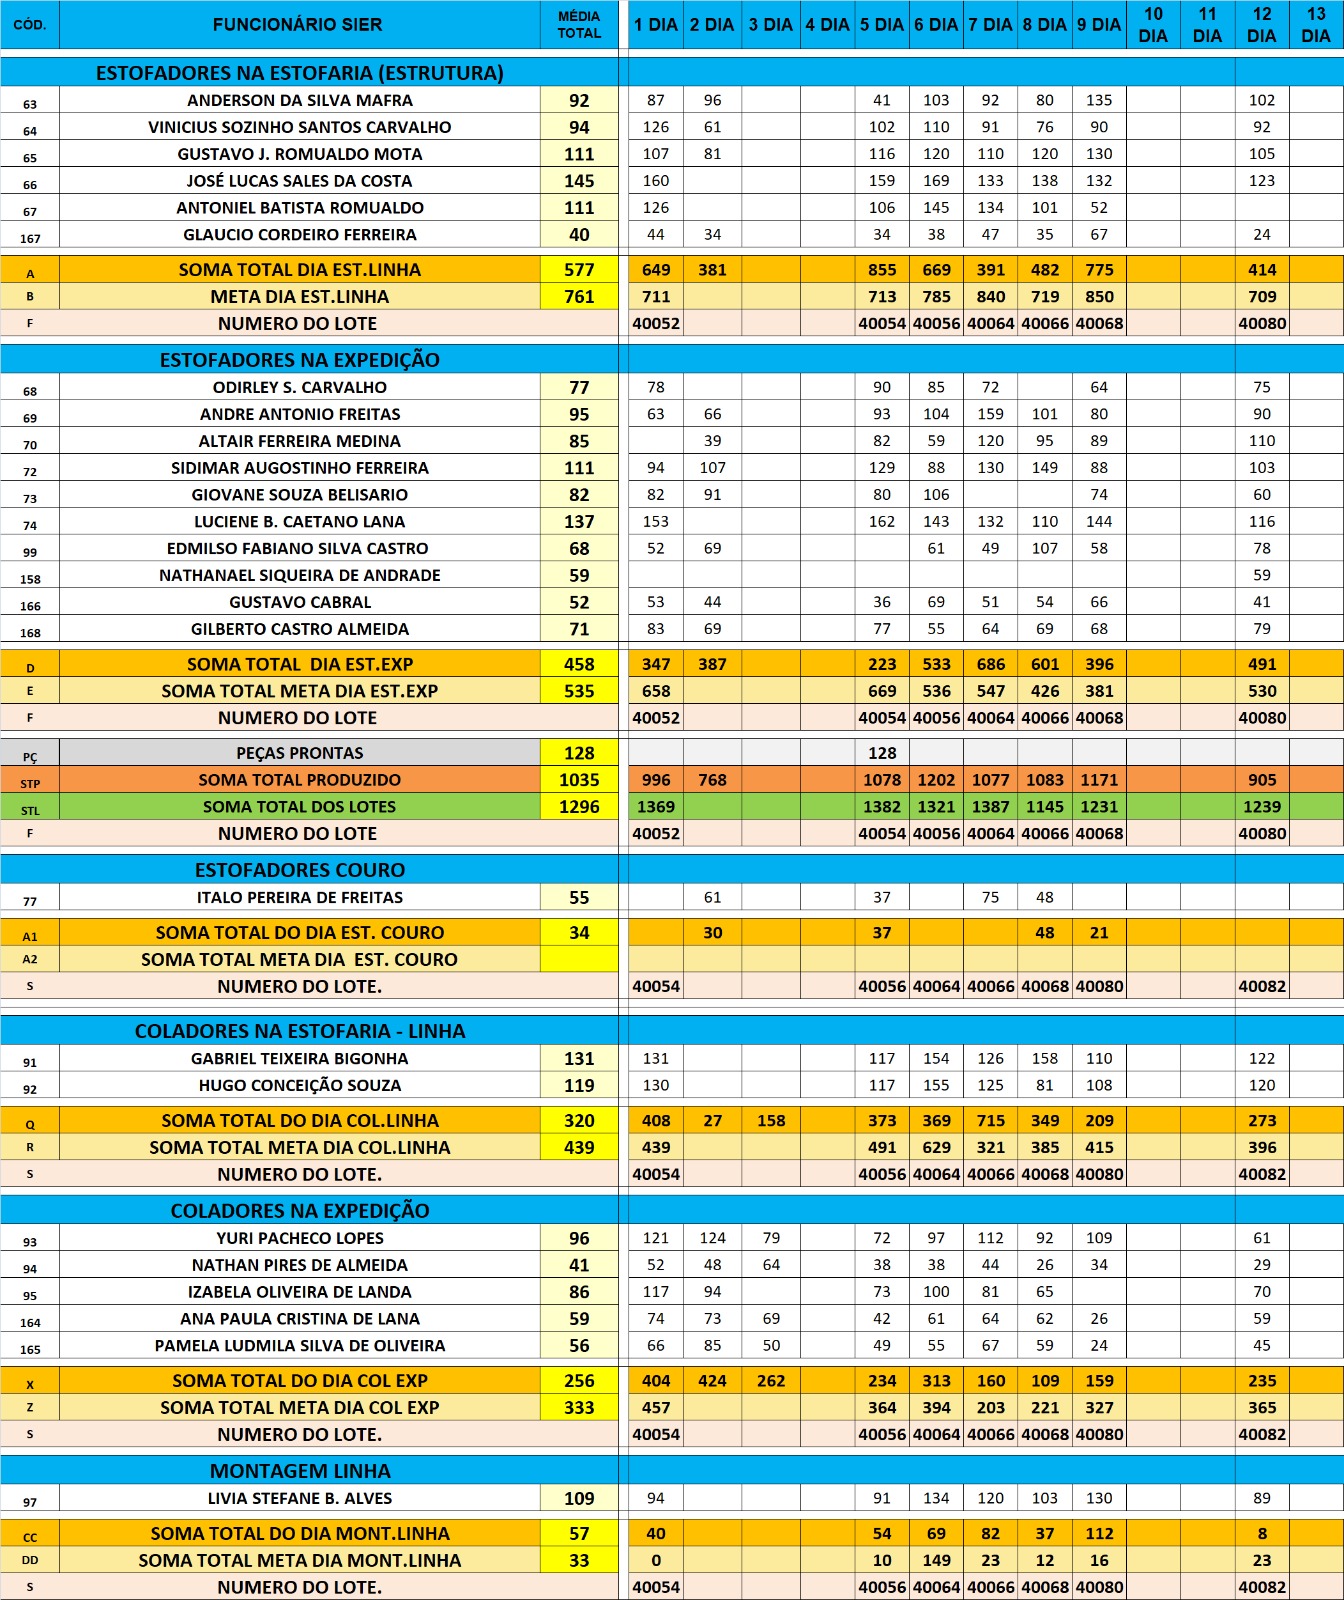 CÓD. FUNCIONÁRIO SIER MÉDIA TOTAL 1 DIA 2 DIA 3 DIA 4 DIA 5 DIA 6 DIA 7 DIA 8 DIA 9 DIA 10 DIA 11 DIA 12 DIA 13 DIA
ESTOFADORES NA ESTOFARIA (ESTRUTURA)
63 ANDERSON DA SILVA MAFRA 92 87 96 41 103 92 80 135 102
64 VINICIUS SOZINHO SANTOS CARVALHO 94 126 61 102 110 91 76 90 92
65 GUSTAVO J. ROMUALDO MOTA 111 107 81 116 120 110 120 130 105
66 JOSÉ LUCAS SALES DA COSTA 145 160 159 169 133 138 132 123
67 ANTONIEL BATISTA ROMUALDO 111 126 106 145 134 101 52
167 GLAUCIO CORDEIRO FERREIRA 40 44 34 34 38 47 35 67 24
A SOMA TOTAL DIA EST.LINHA 577 649 381 855 669 391 482 775 414
B META DIA EST.LINHA 761 711 713 785 840 719 850 709
F NUMERO DO LOTE 40052 40054 40056 40064 40066 40068 40080
ESTOFADORES NA EXPEDIÇÃO
68 ODIRLEY S. CARVALHO 77 78 90 85 72 64 75
69 ANDRE ANTONIO FREITAS 95 63 66 93 104 159 101 80 90
70 ALTAIR FERREIRA MEDINA 85 39 82 59 120 95 89 110
72 SIDIMAR AUGOSTINHO FERREIRA 111 94 107 129 88 130 149 88 103
73 GIOVANE SOUZA BELISARIO 82 82 91 80 106 74 60
74 LUCIENE B. CAETANO LANA 137 153 162 143 132 110 144 116
99 EDMILSO FABIANO SILVA CASTRO 68 52 69 61 49 107 58 78
158 NATHANAEL SIQUEIRA DE ANDRADE 59 59
166 GUSTAVO CABRAL 52 53 44 36 69 51 54 66 41
168 GILBERTO CASTRO ALMEIDA 71 83 69 77 55 64 69 68 79
D SOMA TOTAL DIA EST.EXP 458 347 387 223 533 686 601 396 491
E SOMA TOTAL META DIA EST.EXP 535 658 669 536 547 426 381 530
F NUMERO DO LOTE 40052 40054 40056 40064 40066 40068 40080
PÇ PEÇAS PRONTAS 128 128
STP SOMA TOTAL PRODUZIDO 1035 996 768 1078 1202 1077 1083 1171 905
STL SOMA TOTAL DOS LOTES 1296 1369 1382 1321 1387 1145 1231 1239
F NUMERO DO LOTE 40052 40054 40056 40064 40066 40068 40080
ESTOFADORES COURO
77 ITALO PEREIRA DE FREITAS 55 61 37 75 48
A1 SOMA TOTAL DO DIA EST. COURO 34 30 37 48 21
A2 SOMA TOTAL META DIA EST. COURO
S NUMERO DO LOTE. 40054 40056 40064 40066 40068 40080 40082
COLADORES NA ESTOFARIA - LINHA
91 GABRIEL TEIXEIRA BIGONHA 131 131 117 154 126 158 110 122
92 HUGO CONCEIÇÃO SOUZA 119 130 117 155 125 81 108 120
Q SOMA TOTAL DO DIA COL.LINHA 320 408 27 158 373 369 715 349 209 273
R SOMA TOTAL META DIA COL.LINHA 439 439 491 629 321 385 415 396
S NUMERO DO LOTE. 40054 40056 40064 40066 40068 40080 40082
COLADORES NA EXPEDIÇÃO
93 YURI PACHECO LOPES 96 121 124 79 72 97 112 92 109 61
94 NATHAN PIRES DE ALMEIDA 41 52 48 64 38 38 44 26 34 29
95 IZABELA OLIVEIRA DE LANDA 86 117 94 73 100 81 65 70
164 ANA PAULA CRISTINA DE LANA 59 74 73 69 42 61 64 62 26 59
165 PAMELA LUDMILA SILVA DE OLIVEIRA 56 66 85 50 49 55 67 59 24 45
X SOMA TOTAL DO DIA COL EXP 256 404 424 262 234 313 160 109 159 235
Z SOMA TOTAL META DIA COL EXP 333 457 364 394 203 221 327 365
S NUMERO DO LOTE. 40054 40056 40064 40066 40068 40080 40082
MONTAGEM LINHA
97 LIVIA STEFANE B. ALVES 109 94 91 134 120 103 130 89
CC SOMA TOTAL DO DIA MONT.LINHA 57 40 54 69 82 37 112 8
DD SOMA TOTAL META DIA MONT.LINHA 33 0 10 149 23 12 16 23
S NUMERO DO LOTE. 40054 40056 40064 40066 40068 40080 40082